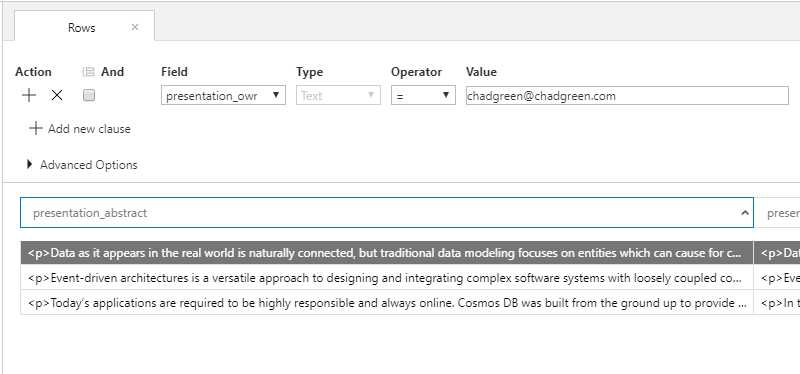 Rows ×
Action And Field Type Operator Value
presentation_owr Text = chadgreen@chadgreen.com
Add new clause
Advanced Options
presentation_abstract presen
<p>Data as it appears in the real world is naturally connected, but traditional data modeling focuses on entities which can cause for c... <p>Dat
<p>Event-driven architectures is a versatile approach to designing and integrating complex software systems with loosely coupled co... <p>Eve
<p>Today's applications are required to be highly responsible and always online. Cosmos DB was built from the ground up to provide ... <p>In t